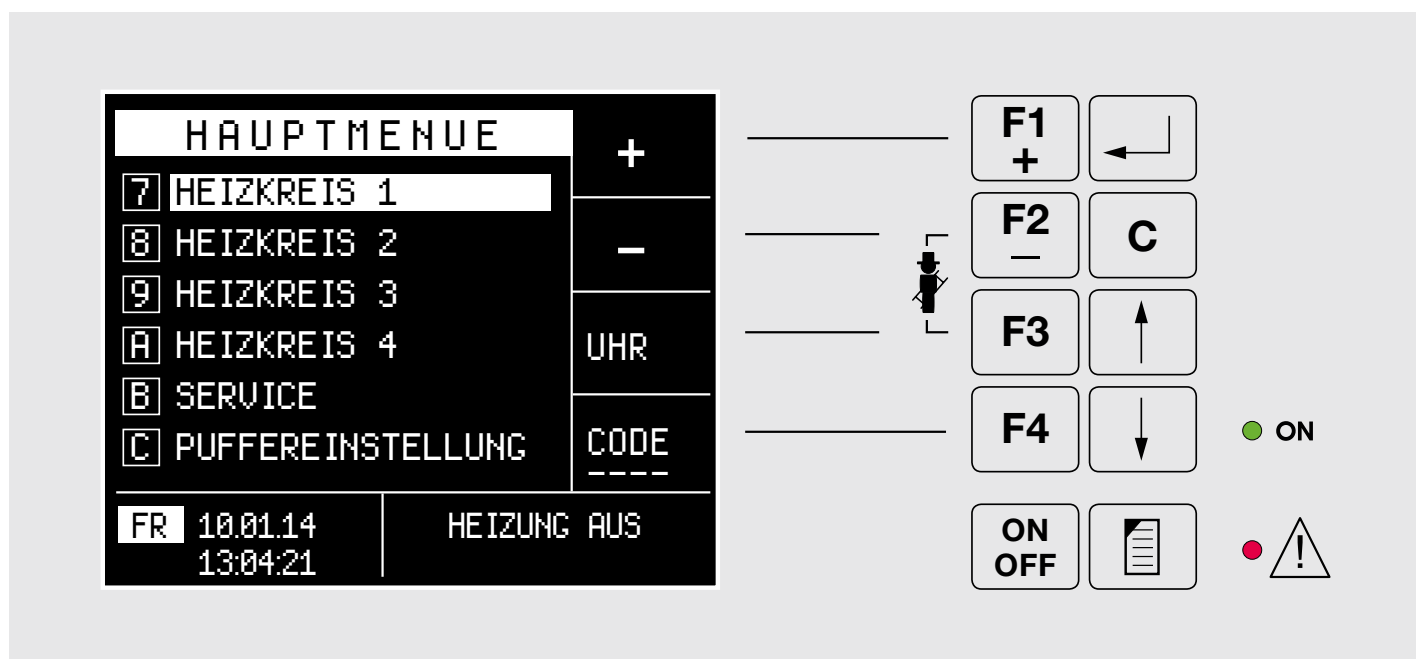 HAUPTMENUE
7 HEIZKREIS 1
8 HEIZKREIS 2
9 HEIZKREIS 3
A HEIZKREIS 4
B SERVICE
C PUFFEREINSTELLUNG
+
–
UHR
CODE
----
FR 10.01.14
13:04:21
HEIZUNG AUS
F1
+
F2
—
C
F3
F4
ON
ON
OFF
!